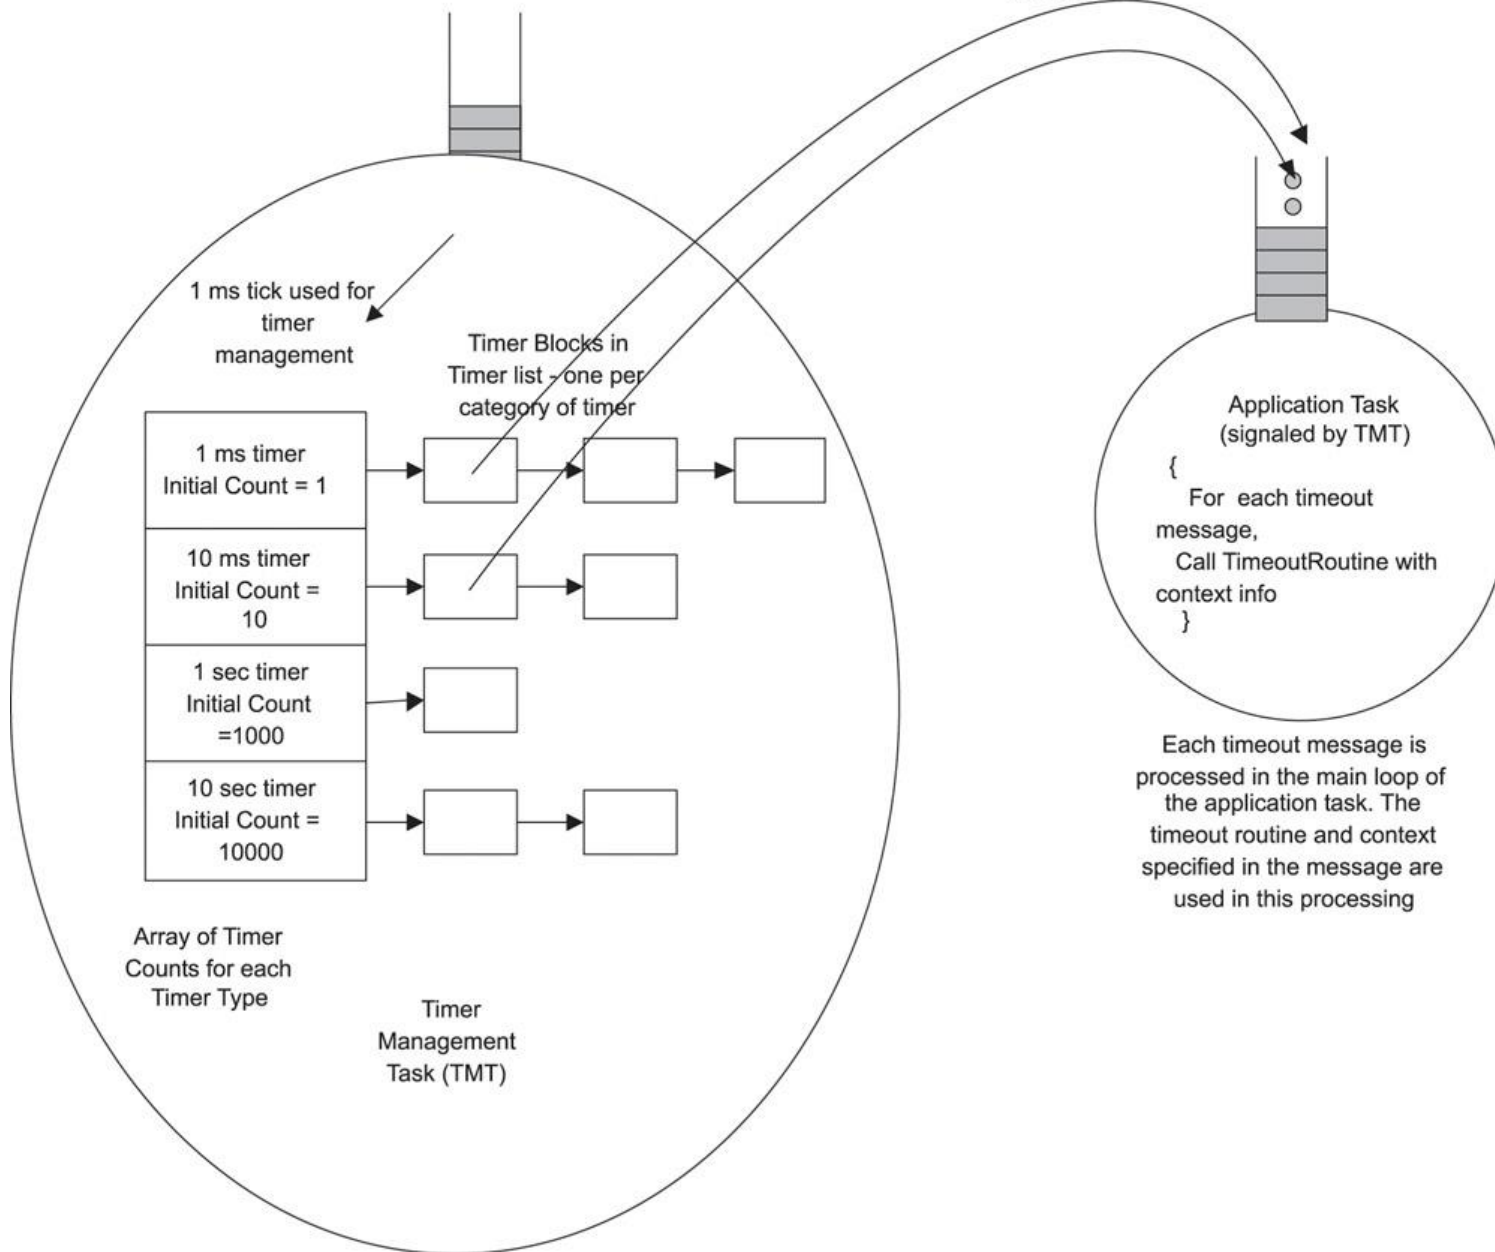 1 ms tick used for
timer
management
Timer Blocks in
Timer list - one per
category of timer
1 ms timer
Initial Count = 1
10 ms timer
Initial Count =
10
1 sec timer
Initial Count
=1000
10 sec timer
Initial Count =
10000
Array of Timer
Counts for each
Timer Type
Timer
Management
Task (TMT)
Application Task
(signaled by TMT)
{
For each timeout
message,
Call TimeoutRoutine with
context info
}
Each timeout message is
processed in the main loop of
the application task. The
timeout routine and context
specified in the message are
used in this processing